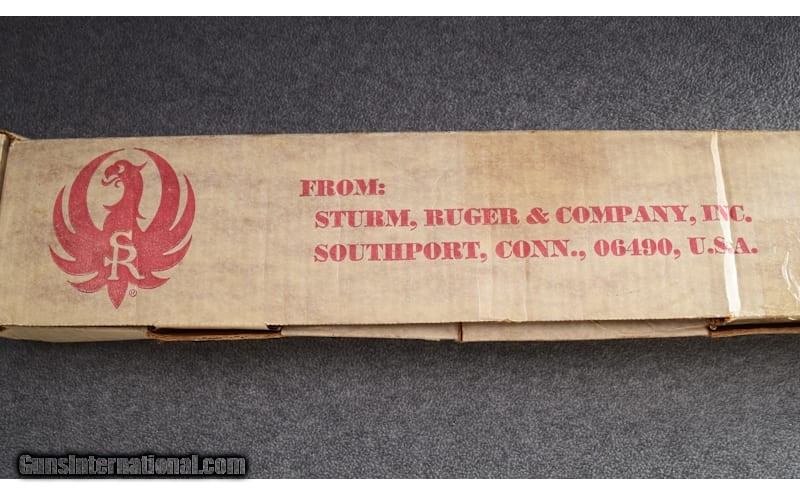 FROM:
STURM, RUGER & COMPANY, INC.
SOUTHPORT, CONN., 06490, U.S.A.
SR
®
GunsInternational.com